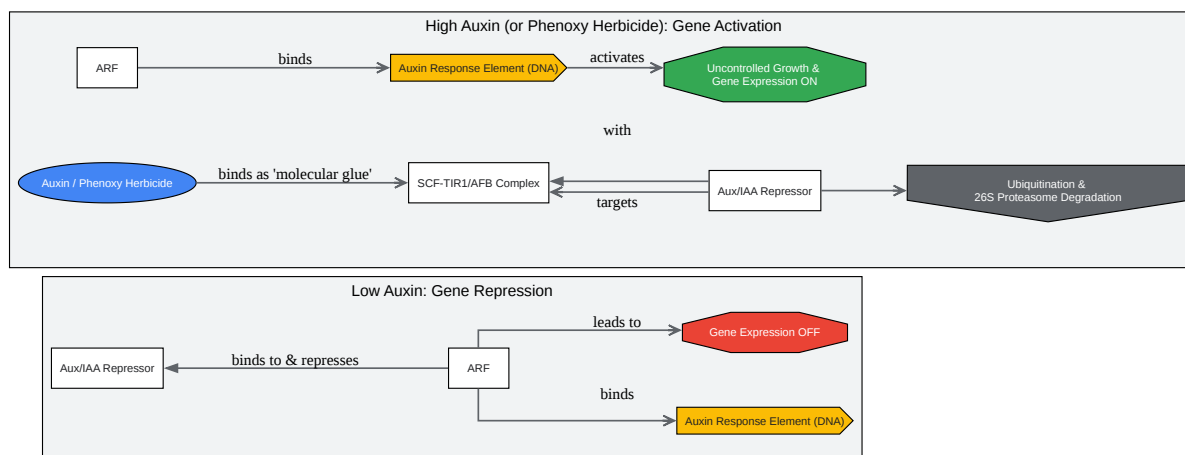 High Auxin (or Phenoxy Herbicide): Gene Activation
ARF
binds
Auxin Response Element (DNA)
activates
Uncontrolled Growth &
Gene Expression ON
with
Auxin / Phenoxy Herbicide
binds as 'molecular glue'
SCF-TIR1/AFB Complex
targets
Aux/IAA Repressor
Ubiquitination &
26S Proteasome Degradation
Low Auxin: Gene Repression
leads to
Gene Expression OFF
Aux/IAA Repressor
binds to & represses
ARF
binds
Auxin Response Element (DNA)